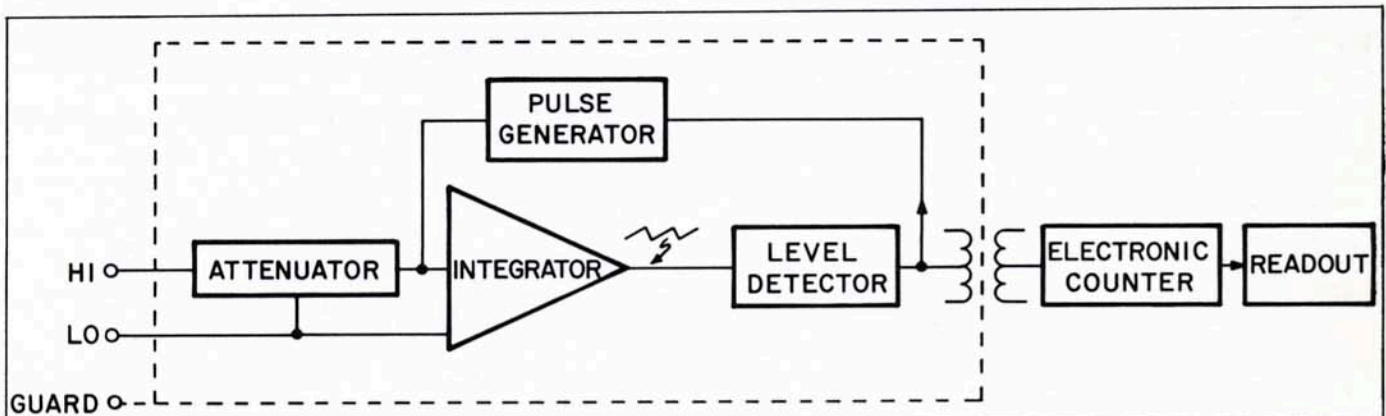 PULSE
GENERATOR
HI
ATTENUATOR
INTEGRATOR
LEVEL
DETECTOR
ELECTRONIC
COUNTER
READOUT
LO
GUARD